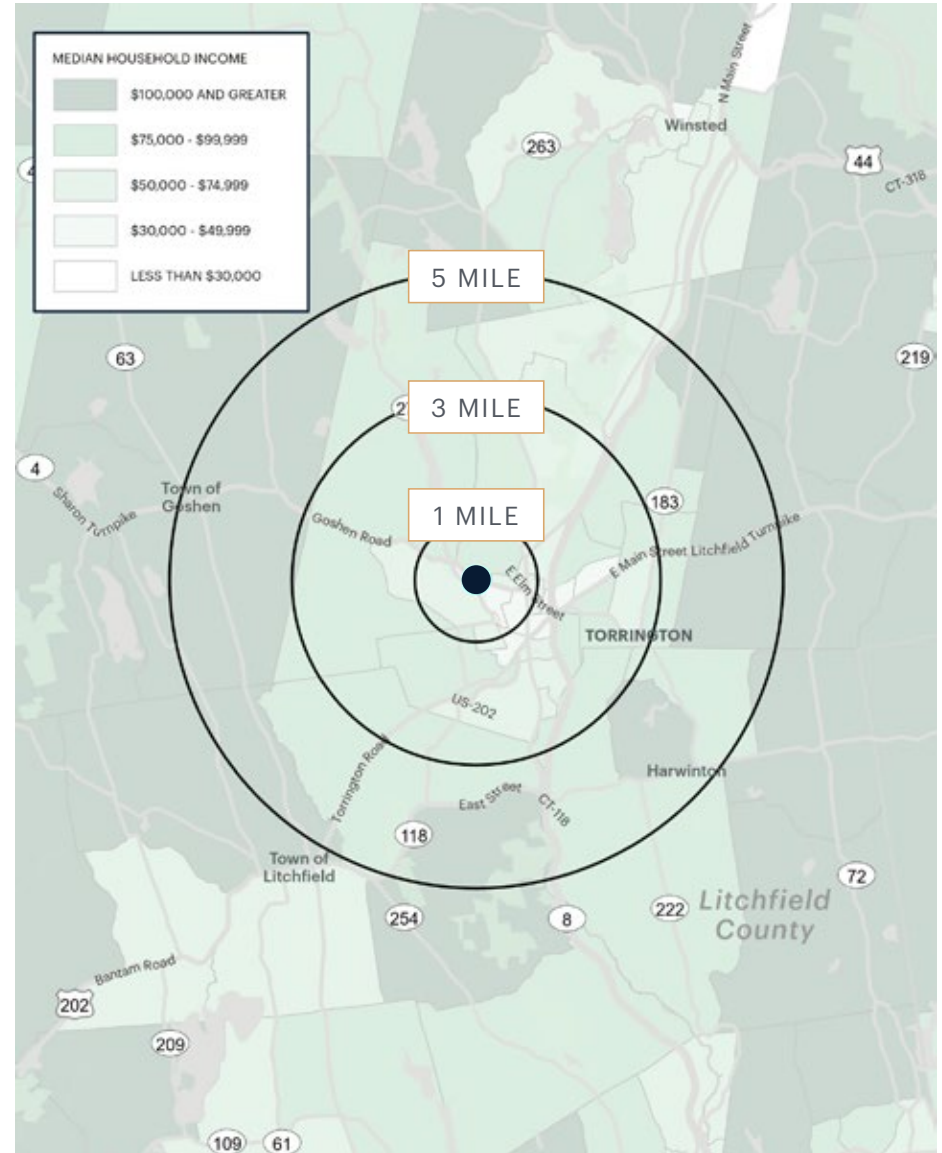 MEDIAN HOUSEHOLD INCOME
$100,000 AND GREATER
$75,000 - $99,999
$50,000 - $74,999
$30,000 - $49,999
LESS THAN $30,000
N Main Street
Winsted
263
44
CT-318
5 MILE
63
219
3 MILE
4
Town of
Goshen
Sharon Turnpike
1 MILE
183
Goshen Road
E Main Street Litchfield Turnpike
E Elm Street
TORRINGTON
US-202
Torrington Road
Harwinton
East Street
CT-118
118
Town of
Litchfield
72
254
8
222
Litchfield
County
Bantam Road
202
209
109
61